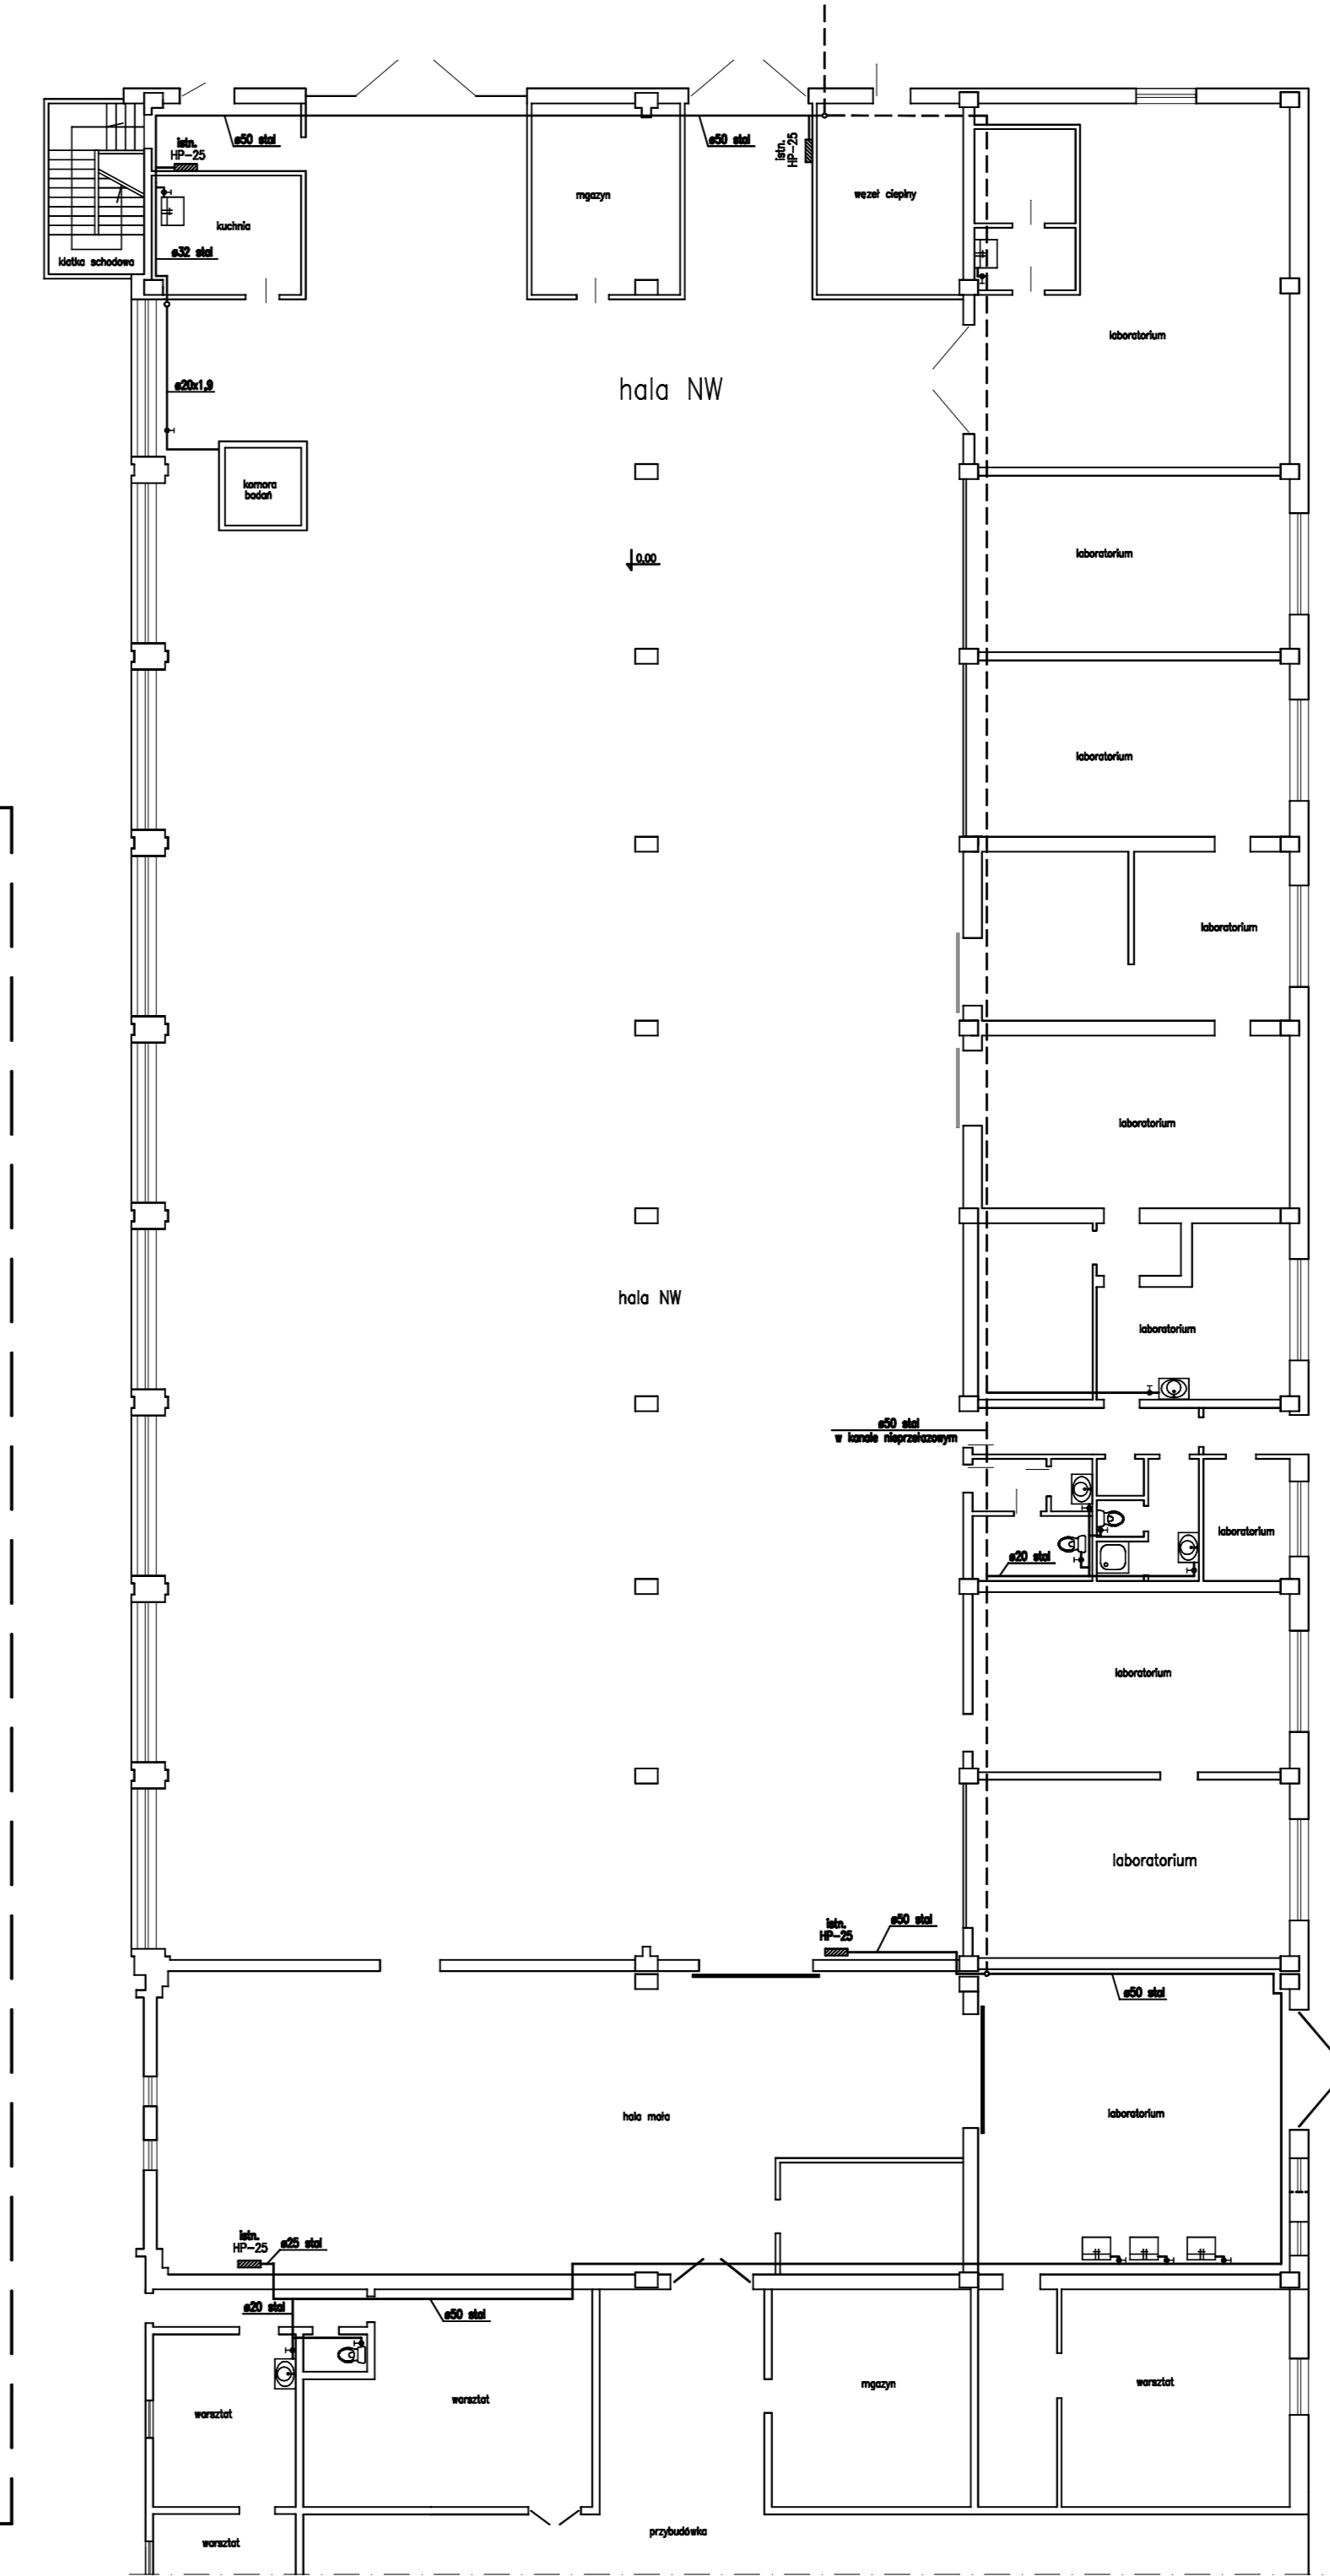 istn.
HP-25
ø50 stal
ø50 stal
istn.
HP-25
mgazyn
węzeł cieplny
kuchnia
ø32 stal
klatka schodowa
laboratorium
ø20x1,9
hala NW
komora
badań
0.00
laboratorium
laboratorium
laboratorium
laboratorium
hala NW
laboratorium
ø50 stal
w kanale nieprzełazowym
laboratorium
ø20 stal
laboratorium
laboratorium
istn.
HP-25
ø50 stal
ø50 stal
hala mała
laboratorium
istn.
HP-25
ø25 stal
ø20 stal
ø50 stal
mgazyn
warsztat
warsztat
warsztat
przybudówka
warsztat